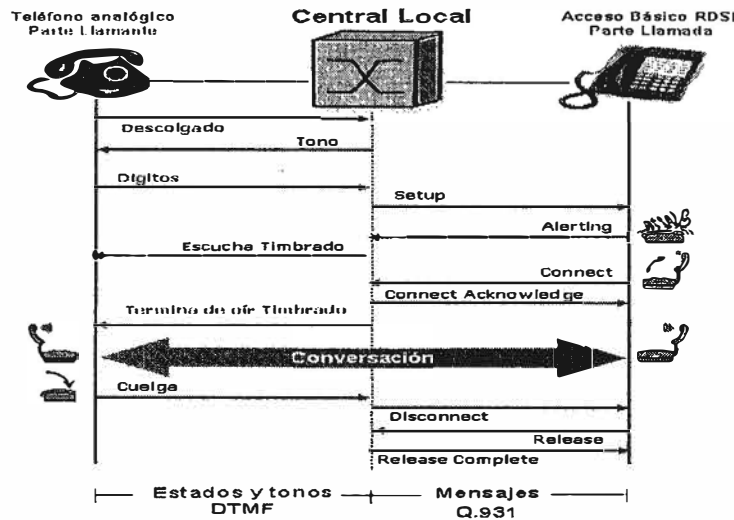 Teléfono analógico
Parte Llamante
Central Local
Acceso Básico RDSI
Parte Llamada
Descolgado
Tono
Dígitos
Setup
Alerting
Escucha Timbrado
Connect
Connect Acknowledge
Termina de oír Timbrado
Conversación
Cuelga
Disconnect
Release
Release Complete
Estados y tonos
DTMF
Mensajes
Q.931